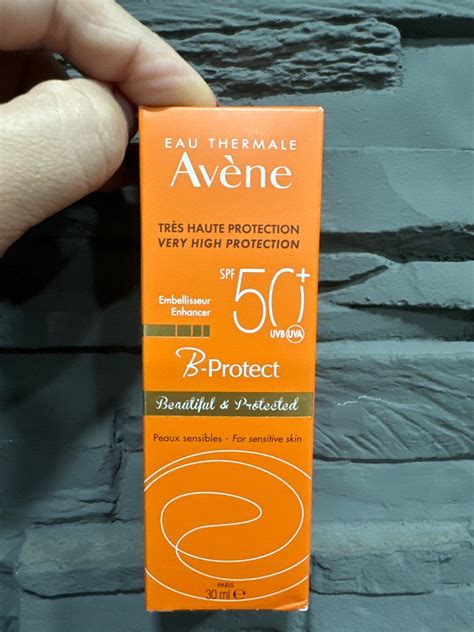 EAU THERMALE
Avène
TRÈS HAUTE PROTECTION
VERY HIGH PROTECTION
SPF 50+
UVB UVA
Embellisseur
Enhancer
B-Protect
Beautiful & Protected
Peaux sensibles - For sensitive skin
PARIS
30 ml ℮